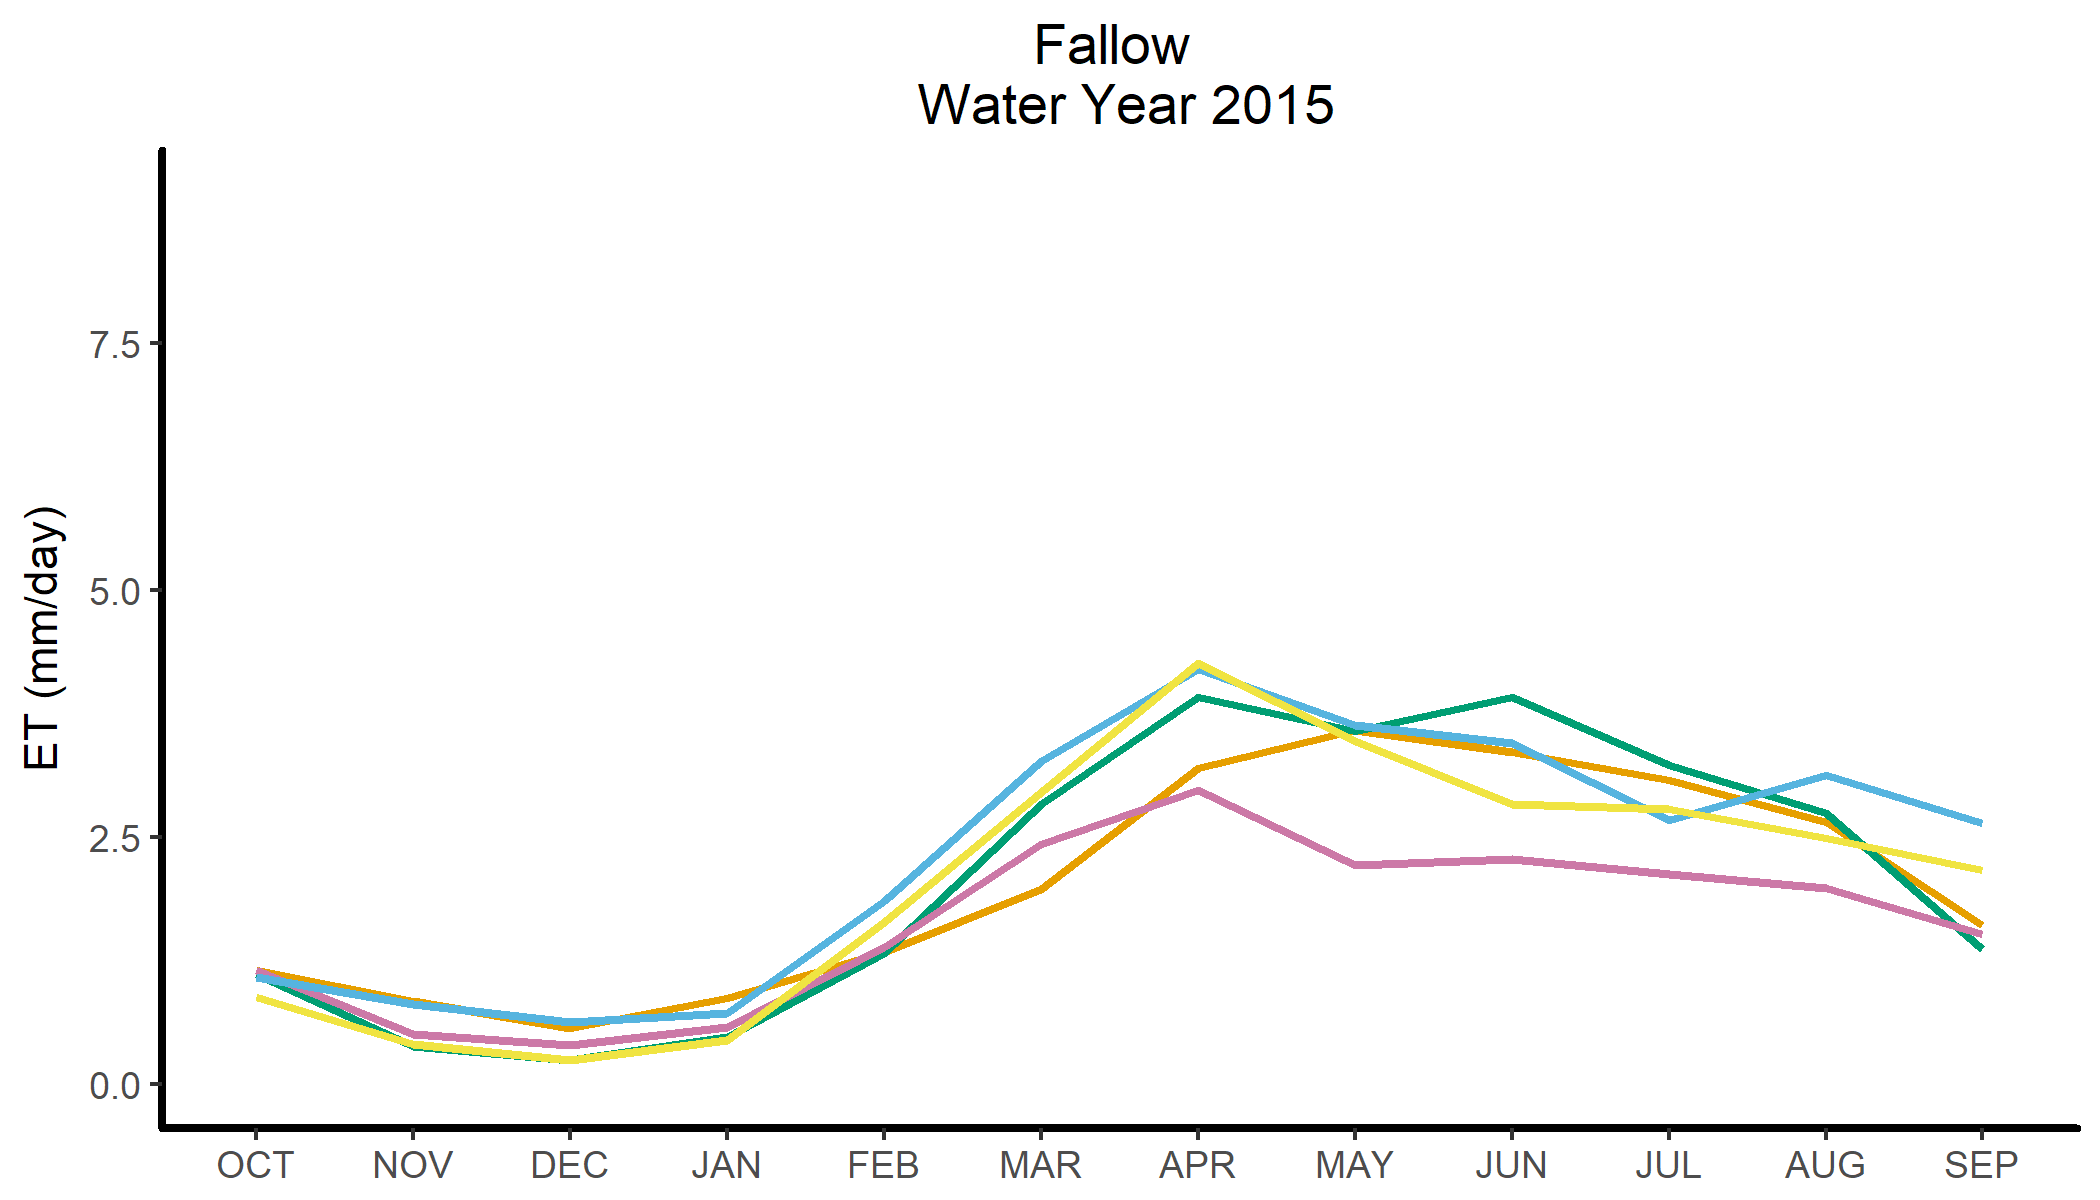 Fallow
Water Year 2015
ET (mm/day)
7.5
5.0
2.5
0.0
OCT NOV DEC JAN FEB MAR APR MAY JUN JUL AUG SEP